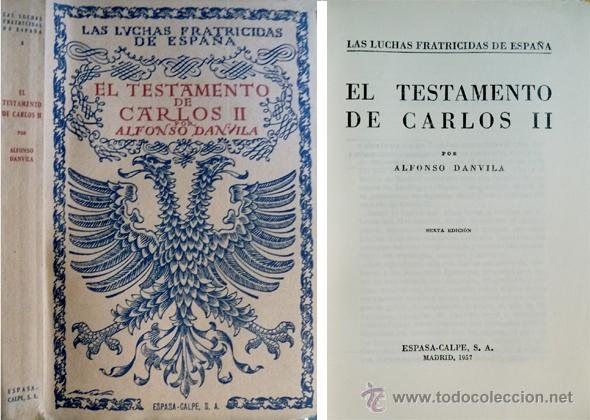 LAS LUCHAS
FRATRICIDAS
DE ESPAÑA
I
EL
TESTAMENTO
DE CARLOS II
POR
ALFONSO
DANVILA
ESPASA-
CALPE, S. A.
LAS LUCHAS FRATRICIDAS
DE ESPAÑA
EL TESTAMENTO
DE
CARLOS II
POR
ALFONSO DANVILA
ESPASA-CALPE, S. A.
LAS LUCHAS FRATRICIDAS DE ESPAÑA
EL TESTAMENTO
DE CARLOS II
POR
ALFONSO DANVILA
SEXTA EDICIÓN
ESPASA-CALPE, S. A.
MADRID, 1957
todocoleccion.net